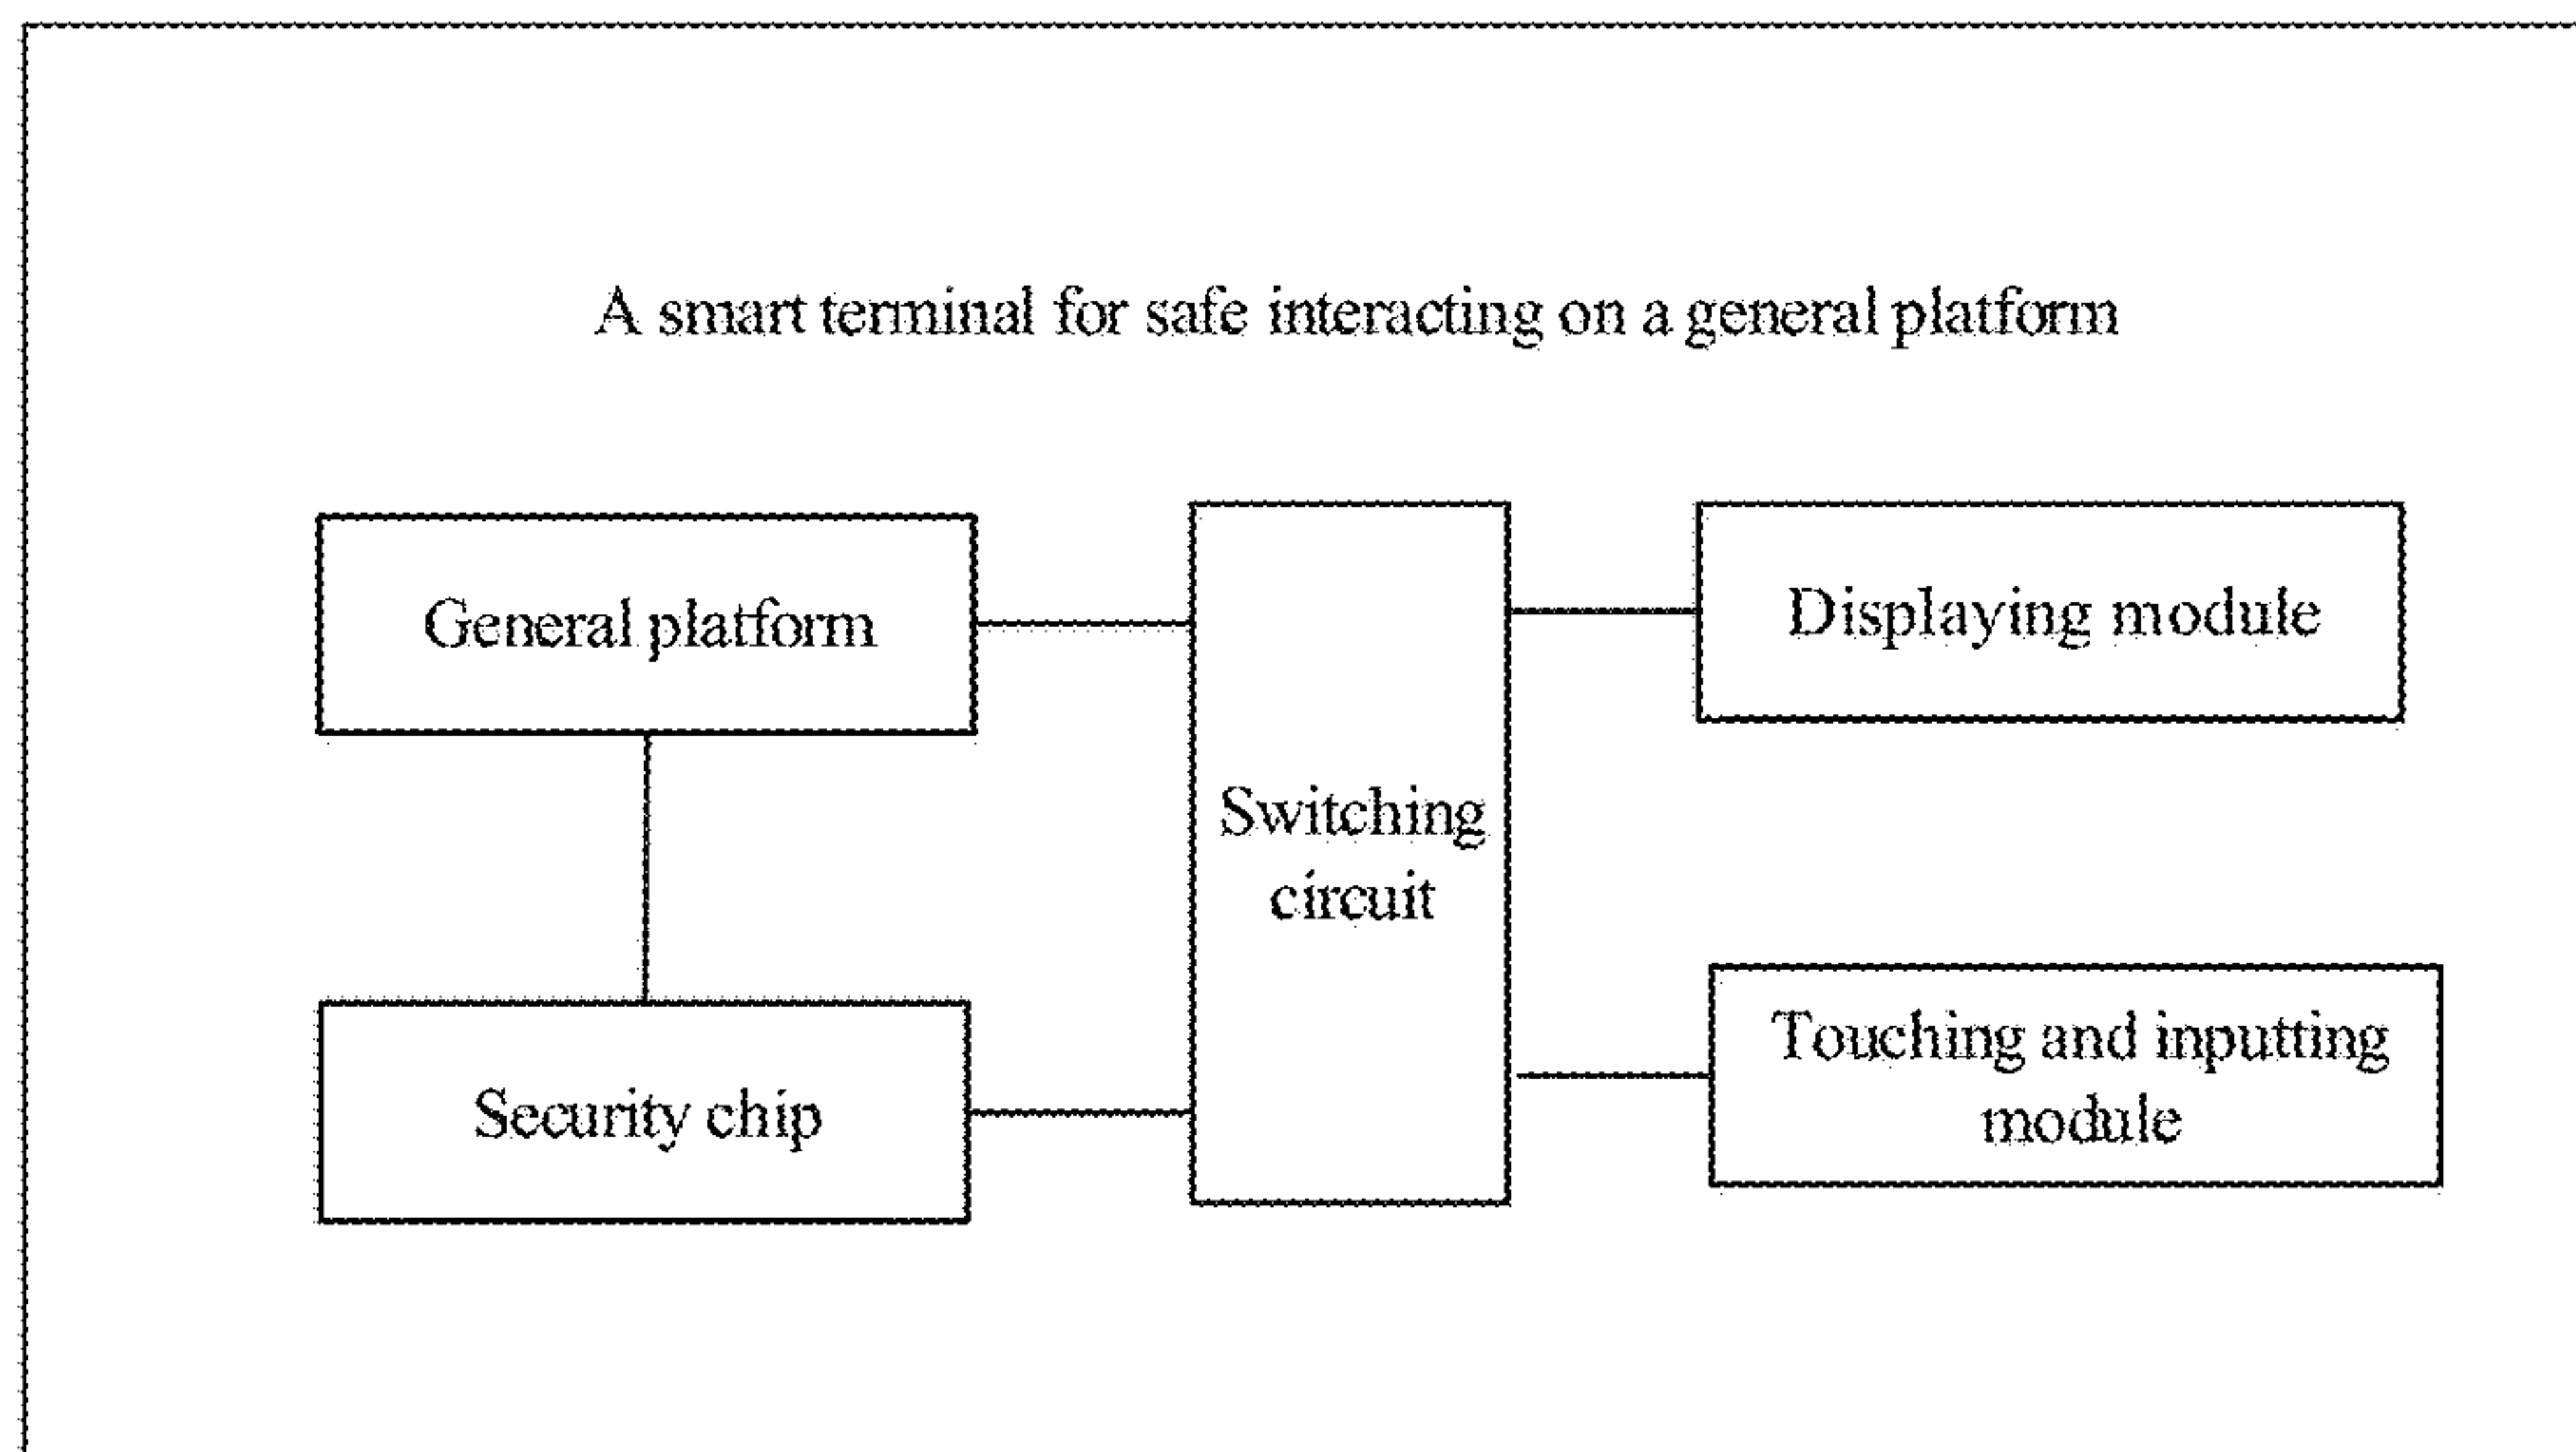 A smart terminal for safe interacting on a general platform
General platform
Displaying module
Switching
circuit
Security chip
Touching and inputting
module